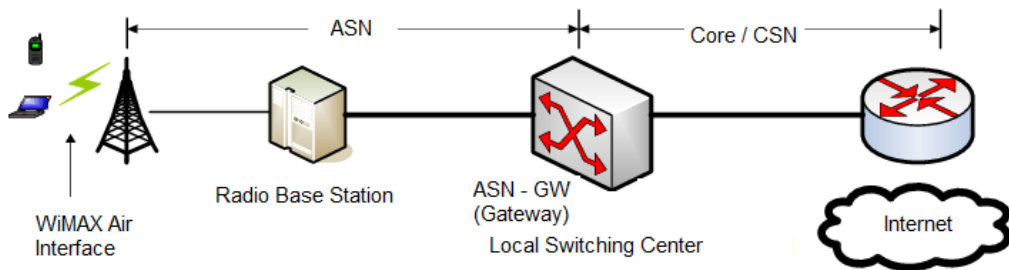 ASN
Core / CSN
WiMAX Air
Interface
Radio Base Station
ASN - GW
(Gateway)
Local Switching Center
Internet